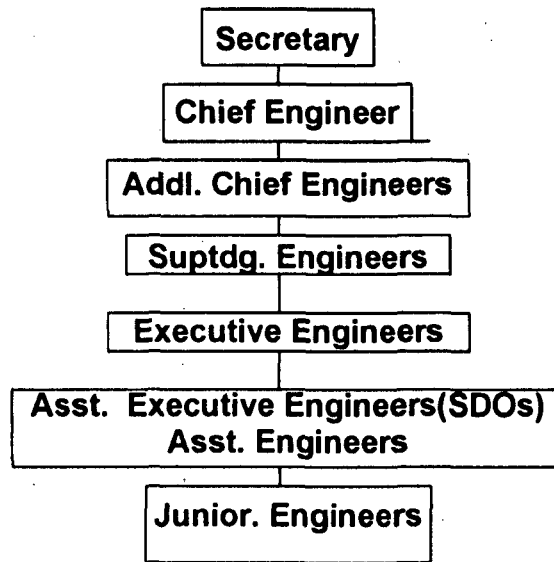 Secretary
Chief Engineer
Addl. Chief Engineers
Suptdg. Engineers
Executive Engineers
Asst. Executive Engineers(SDOs)
Asst. Engineers
Junior. Engineers